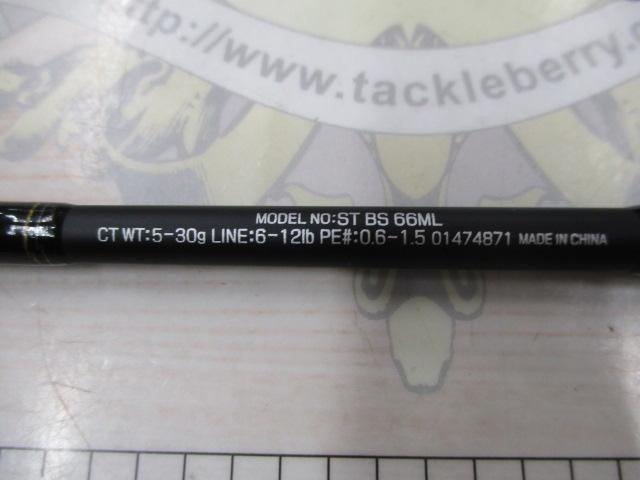 http://www.tackleberry.co
MODEL NO:ST BS 66ML
CT WT:5-30g LINE:6-12lb PE#:0.6-1.5 01474871 MADE IN CHINA